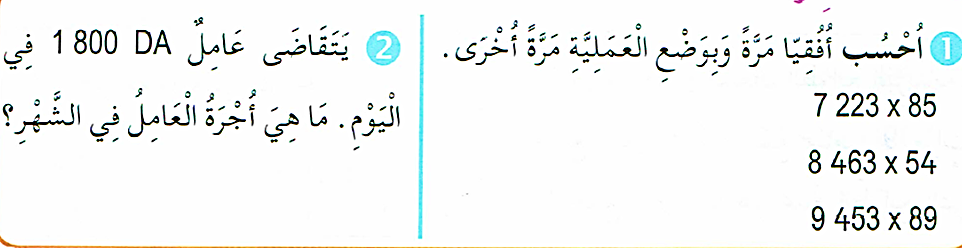 1 اُحْسُب أُفُقِيّا مَرَّةً وَبِوَضْعِ الْعَمَلِيَّةِ مَرَّةً أُخْرَى .
7 223 x 85
8 463 x 54
9 453 x 89
2 يَتَقَاضَى عَامِلٌ 1 800 DA فِي
الْيَوْمِ. مَا هِيَ أُجْرَةُ الْعَامِلُ فِي الشَّهْرِ؟